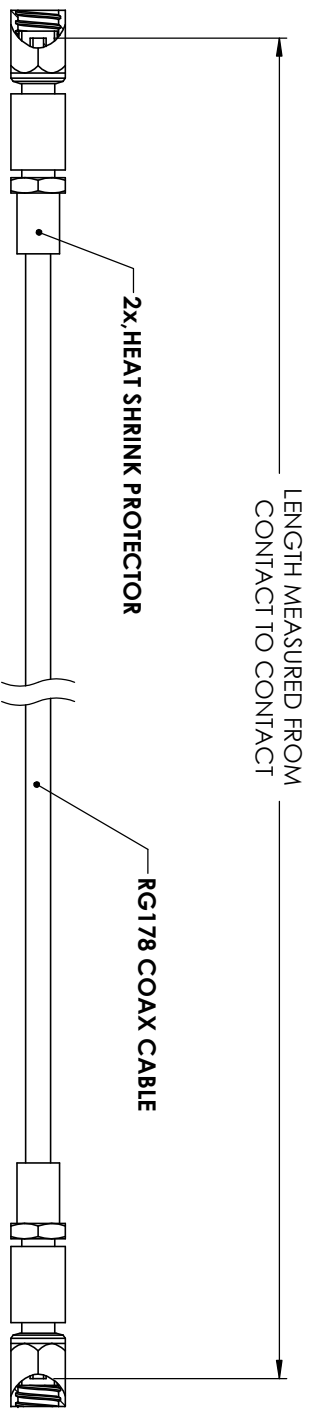 LENGTH MEASURED FROM
CONTACT TO CONTACT
2x,HEAT SHRINK PROTECTOR
RG178 COAX CABLE